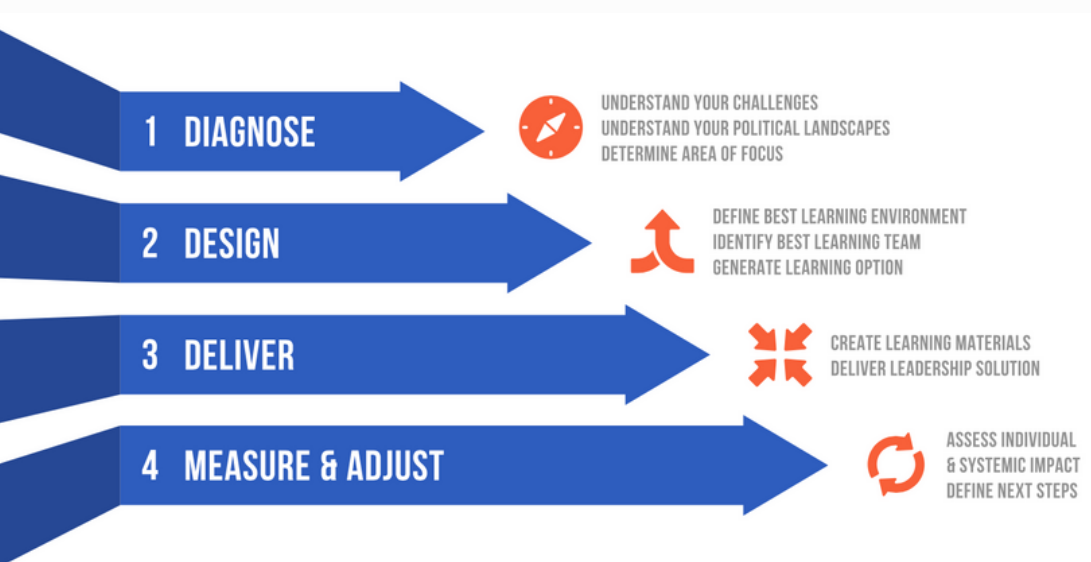 1 DIAGNOSE
UNDERSTAND YOUR CHALLENGES
UNDERSTAND YOUR POLITICAL LANDSCAPES
DETERMINE AREA OF FOCUS
2 DESIGN
DEFINE BEST LEARNING ENVIRONMENT
IDENTIFY BEST LEARNING TEAM
GENERATE LEARNING OPTION
3 DELIVER
CREATE LEARNING MATERIALS
DELIVER LEADERSHIP SOLUTION
4 MEASURE & ADJUST
ASSESS INDIVIDUAL
& SYSTEMIC IMPACT
DEFINE NEXT STEPS